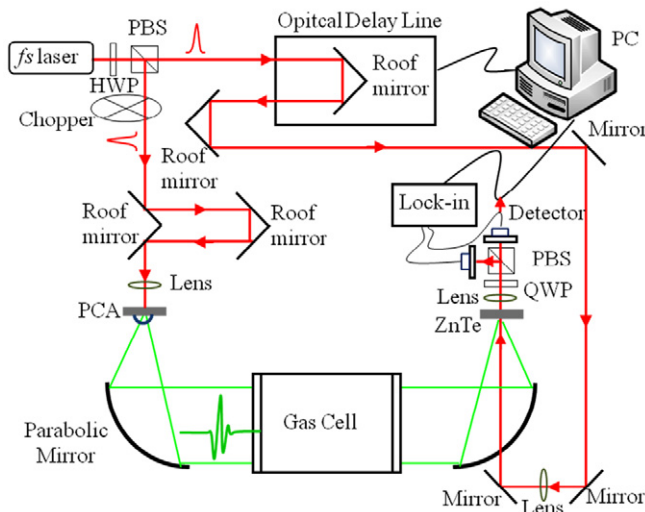 PBS
Opitcal Delay Line
PC
fs laser
HWP
Roof
mirror
Chopper
Mirror
Roof
mirror
Roof
mirror
Roof
mirror
Lock-in
Detector
PBS
Lens
QWP
Lens
PCA
ZnTe
Gas Cell
Parabolic
Mirror
Mirror
Lens
Mirror